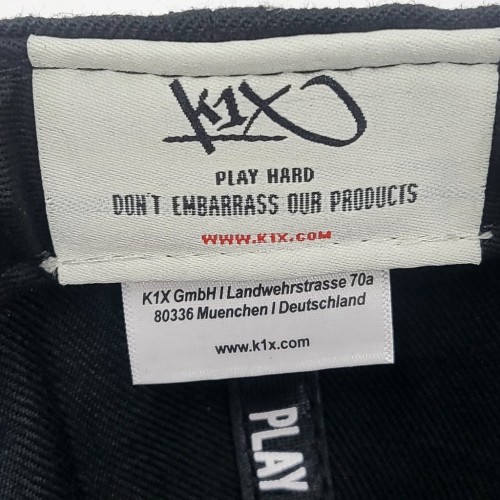 K1X
PLAY HARD
DON'T EMBARRASS OUR PRODUCTS
WWW.K1X.COM
K1X GmbH I Landwehrstrasse 70a
80336 Muenchen I Deutschland
www.k1x.com
PLAY